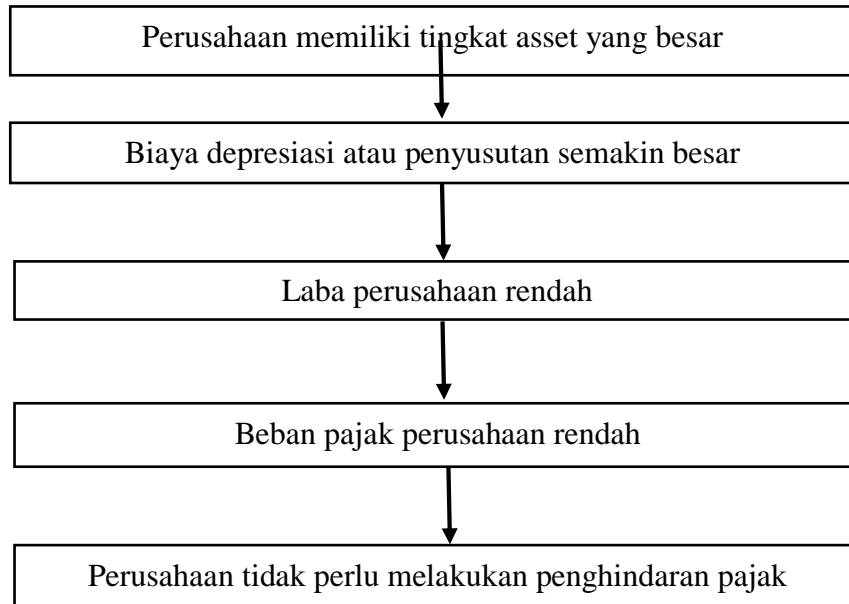 Perusahaan memiliki tingkat asset yang besar
Biaya depresiasi atau penyusutan semakin besar
Laba perusahaan rendah
Beban pajak perusahaan rendah
Perusahaan tidak perlu melakukan penghindaran pajak